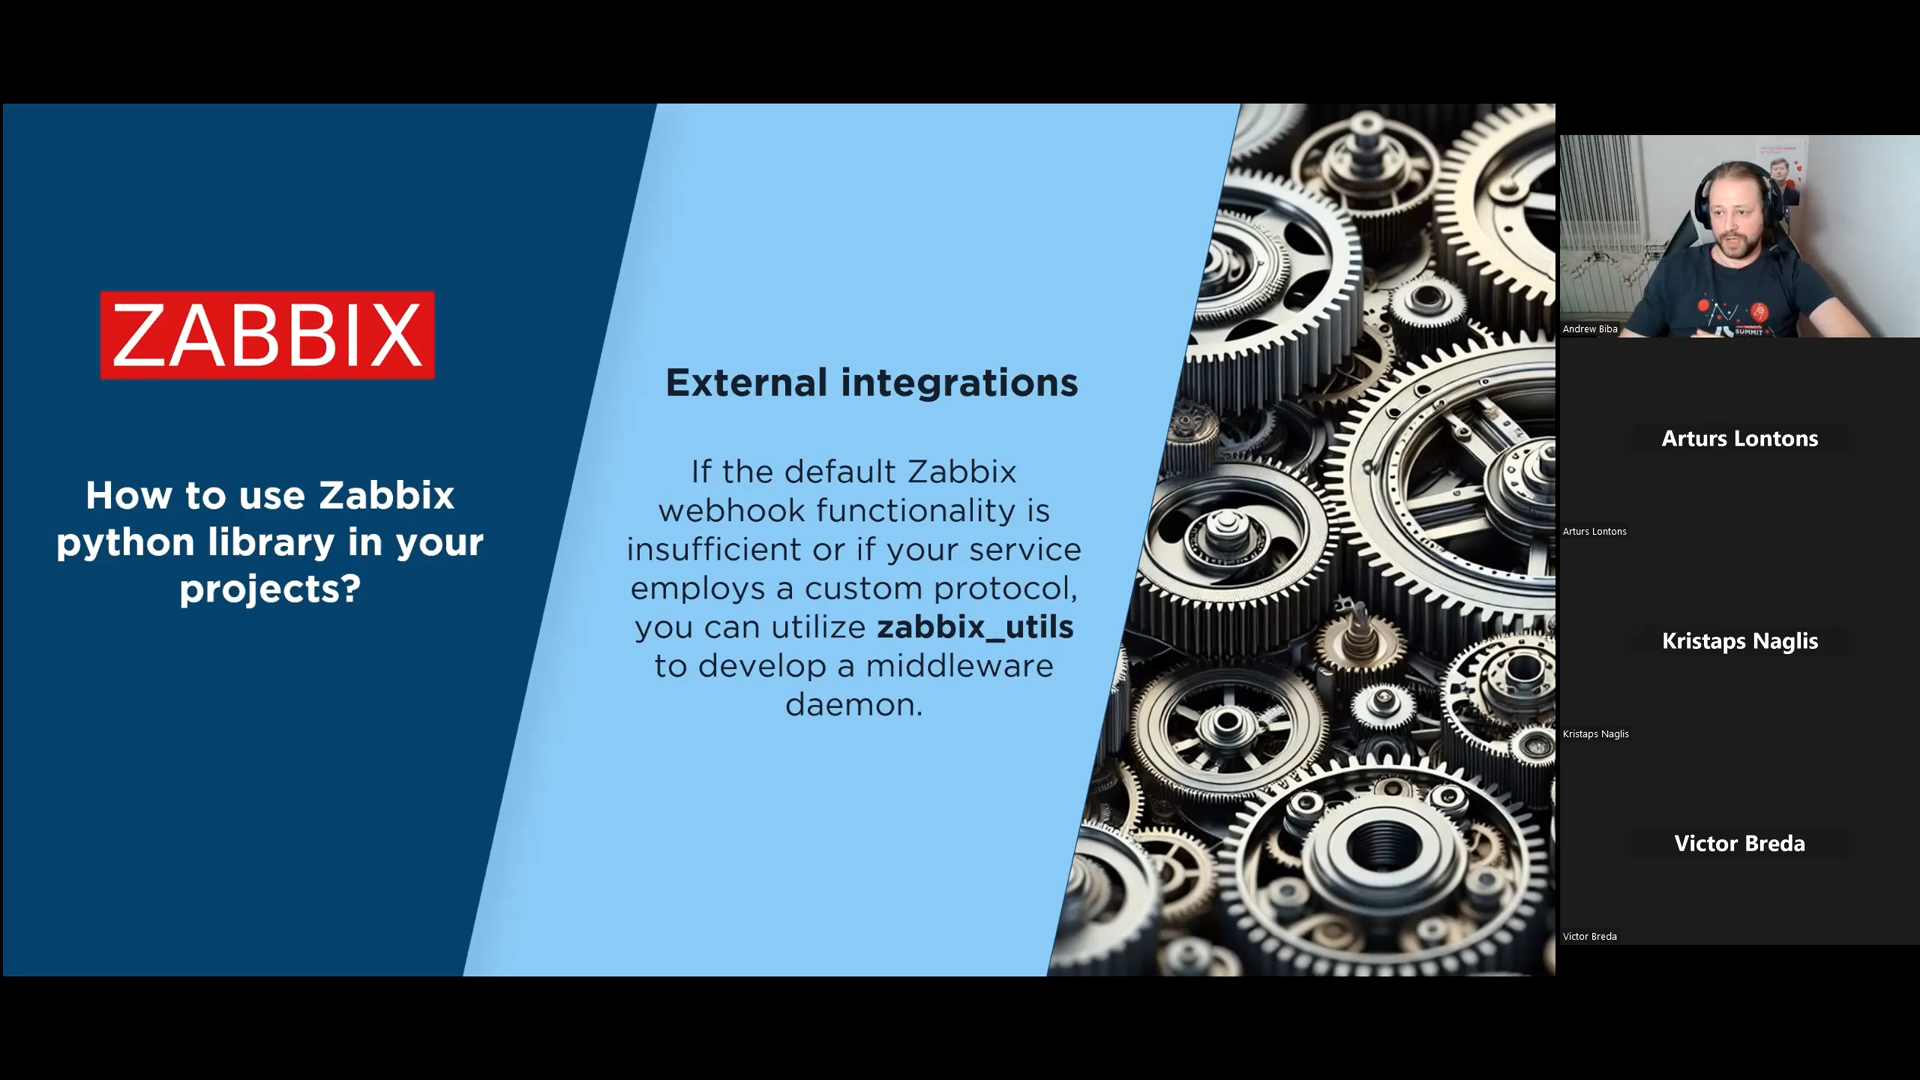 ZABBIX
How to use Zabbix
python library in your
projects?
External integrations
If the default Zabbix
webhook functionality is
insufficient or if your service
employs a custom protocol,
you can utilize zabbix_utils
to develop a middleware
daemon.
SUMMIT
Andrew Biba
Arturs Lontons
Arturs Lontons
Kristaps Naglis
Kristaps Naglis
Victor Breda
Victor Breda